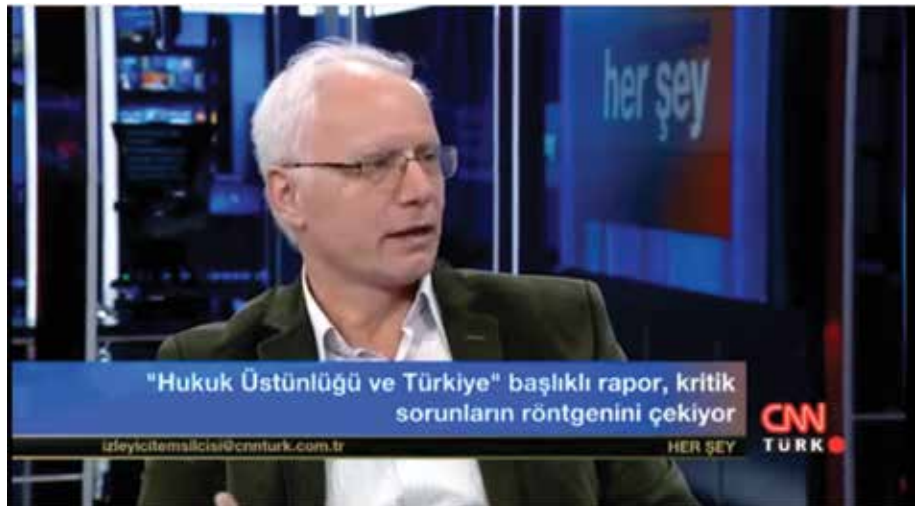 her şey
"Hukuk Üstünlüğü ve Türkiye" başlıklı rapor, kritik
sorunların röntgenini çekiyor
izleyicitemsilcisi@cnnturk.com.tr
HER ŞEY
CNN
TÜRK